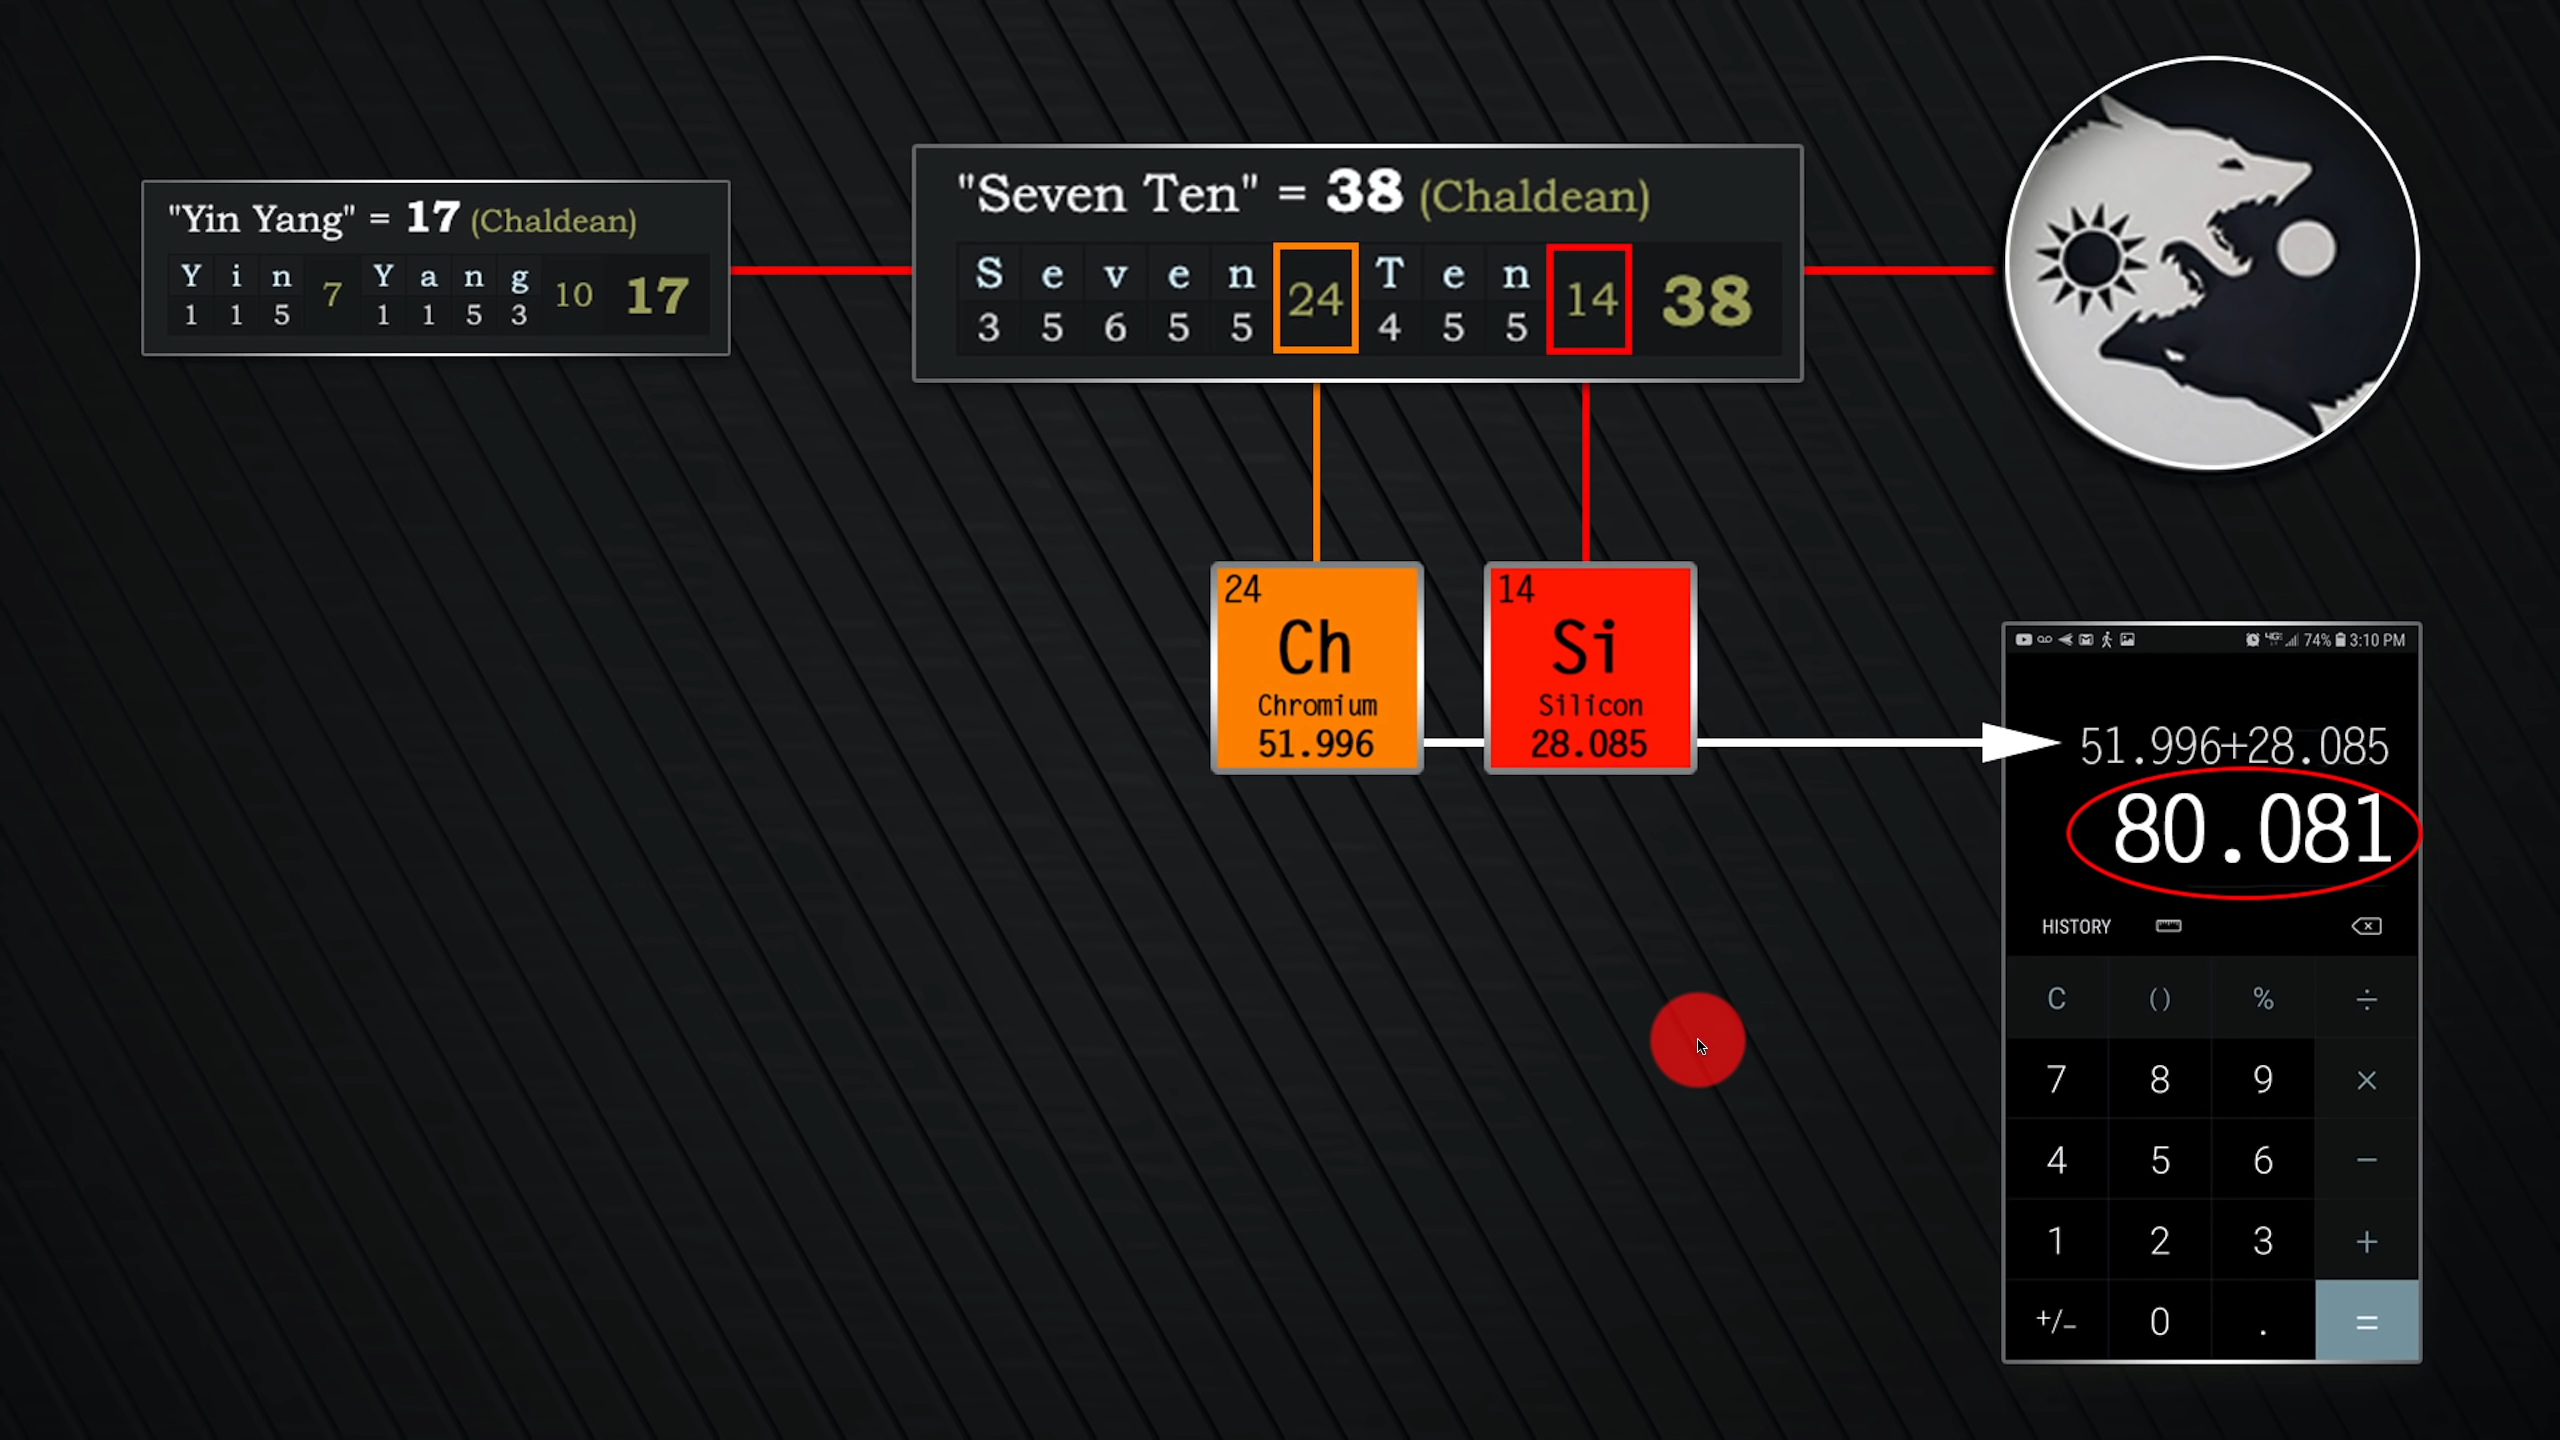 "Yin Yang" = 17 (Chaldean)
Y i n 7 Y a n g 10 17
1 1 5 1 1 5 3
"Seven Ten" = 38 (Chaldean)
S e v e n 24 T e n 14 38
3 5 6 5 5 4 5 5
24
Ch
Chromium
51.996
14
Si
Silicon
28.085
74% 3:10 PM
51.996+28.085
80.081
HISTORY
C () % ÷
7 8 9 ×
4 5 6 −
1 2 3 +
+/− 0 . =